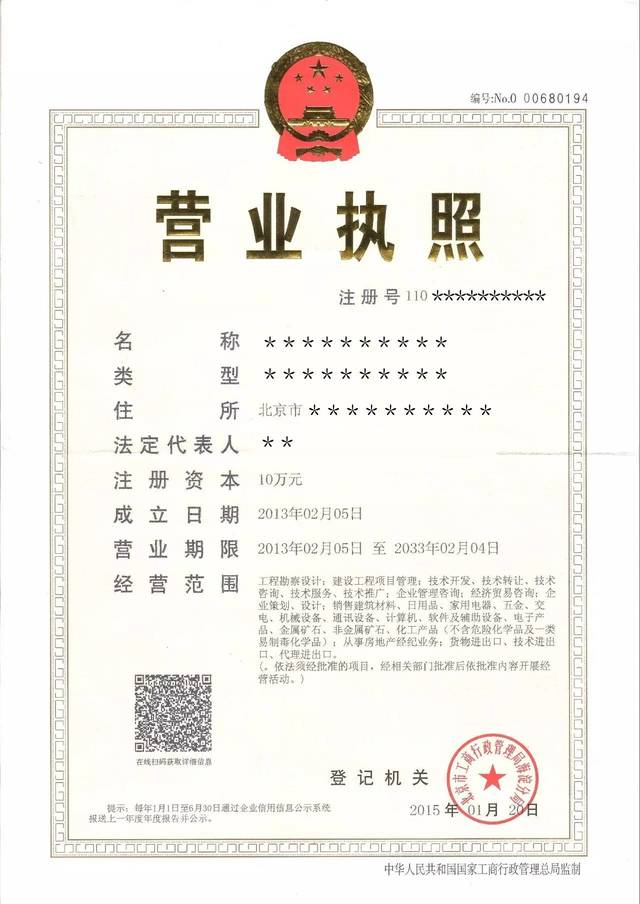 编号:No.0 00680194
营业执照
注册号 110 **********
名称 **********
类型 **********
住所 北京市 **********
法定代表人 **
注册资本 10万元
成立日期 2013年02月05日
营业期限 2013年02月05日 至 2033年02月04日
经营范围 工程勘察设计；建设工程项目管理；技术开发、技术转让、技术
咨询、技术服务、技术推广；企业管理咨询；经济贸易咨询；企
业策划、设计；销售建筑材料、日用品、家用电器、五金、交
电、机械设备、通讯设备、计算机、软件及辅助设备、电子产
品、金属矿石、非金属矿石、化工产品（不含危险化学品及一类
易制毒化学品）；从事房地产经纪业务；货物进出口、技术进出
口、代理进出口。
（。依法须经批准的项目，经相关部门批准后依批准内容开展经
营活动。）
在线扫码获取详细信息
登记机关
北京市工商行政管理局海淀分局
2015 年 01 月 20 日
提示：每年1月1日至6月30日通过企业信用信息公示系统
报送上一年度年度报告并公示。
中华人民共和国国家工商行政管理总局监制